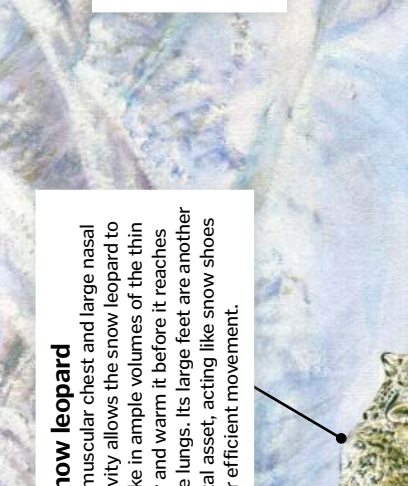 now leopard
muscular chest and large nasal
vity allows the snow leopard to
ke in ample volumes of the thin
r and warm it before it reaches
e lungs. Its large feet are another
tal asset, acting like snow shoes
r efficient movement.